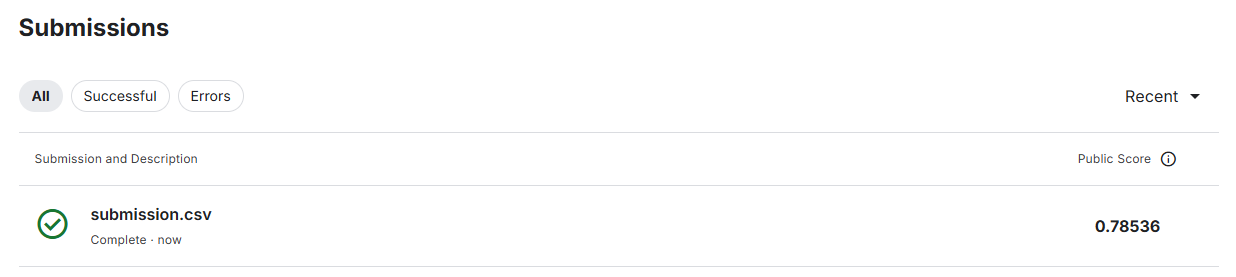 Submissions
All Successful Errors Recent
Submission and Description Public Score
submission.csv
Complete · now
0.78536